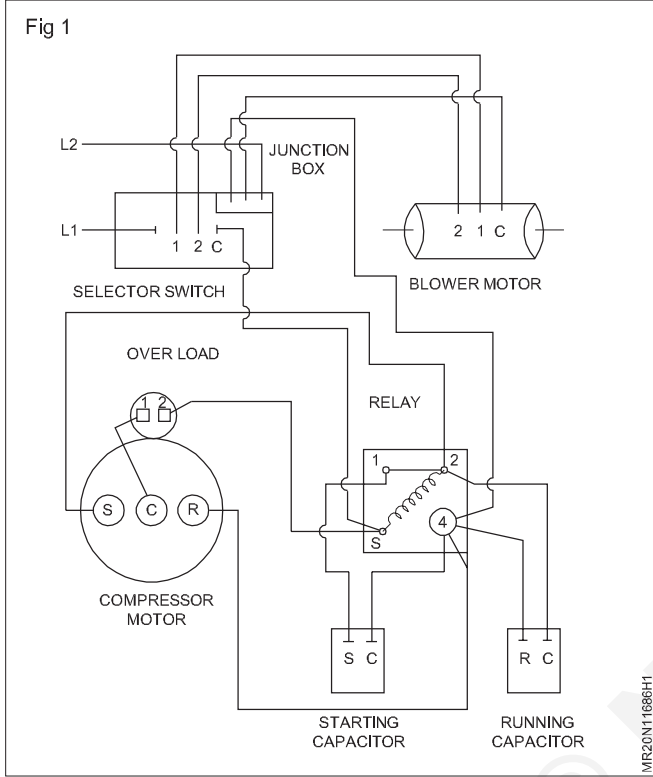 Fig 1
L2
JUNCTION
BOX
L1
1 2 C
2 1 C
SELECTOR SWITCH
BLOWER MOTOR
OVER LOAD
1 2
RELAY
1 2
S C R
4
S
COMPRESSOR
MOTOR
S C
R C
STARTING
CAPACITOR
RUNNING
CAPACITOR
MR20N11686H1